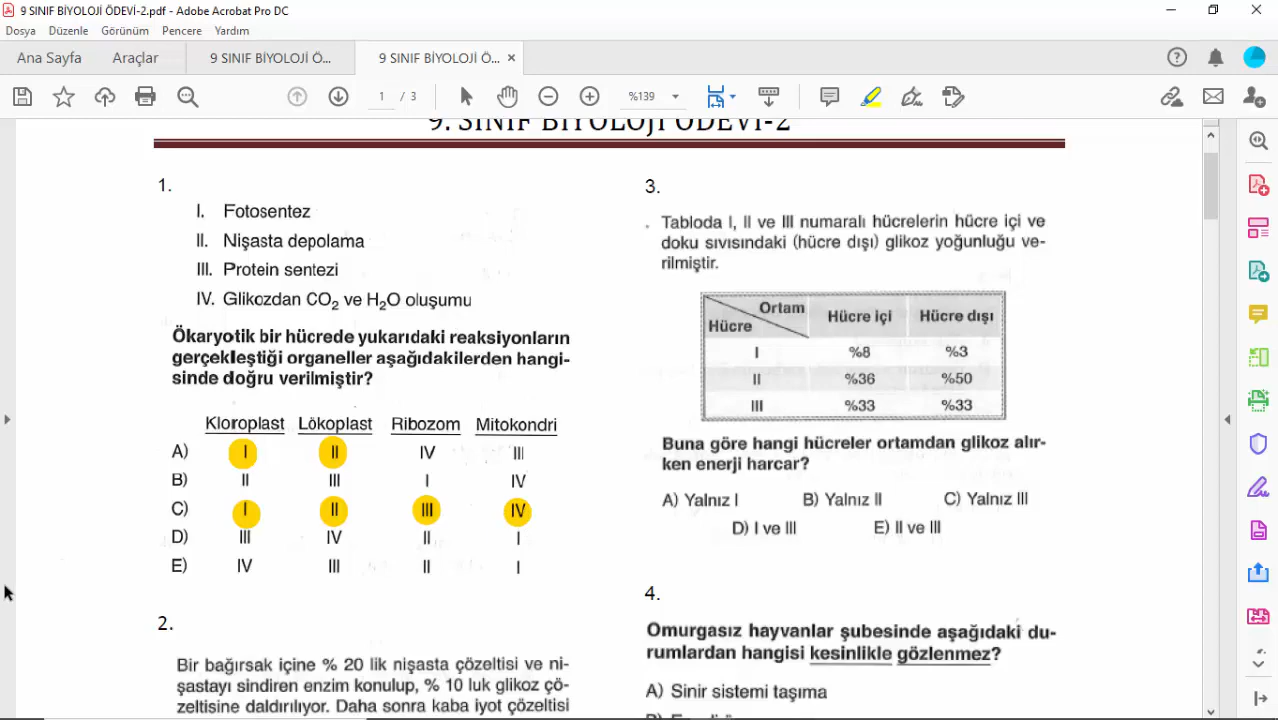 9 SINIF BİYOLOJİ ÖDEVİ-2.pdf - Adobe Acrobat Pro DC
Dosya Düzenle Görünüm Pencere Yardım
Ana Sayfa Araçlar 9 SINIF BİYOLOJİ Ö... 9 SINIF BİYOLOJİ Ö... ×
1 / 3 %139
9. SINIF BİYOLOJİ ÖDEVİ-2
1.
I. Fotosentez
II. Nişasta depolama
III. Protein sentezi
IV. Glikozdan CO₂ ve H₂O oluşumu
Ökaryotik bir hücrede yukarıdaki reaksiyonların
gerçekleştiği organeller aşağıdakilerden hangi-
sinde doğru verilmiştir?
Kloroplast Lökoplast Ribozom Mitokondri
A) I II IV III
B) II III I IV
C) I II III IV
D) III IV II I
E) IV III II I
2.
Bir bağırsak içine % 20 lik nişasta çözeltisi ve ni-
şastayı sindiren enzim konulup, % 10 luk glikoz çö-
zeltisine daldırılıyor. Daha sonra kaba iyot çözeltisi
3.
Tabloda I, II ve III numaralı hücrelerin hücre içi ve
doku sıvısındaki (hücre dışı) glikoz yoğunluğu ve-
rilmiştir.
Ortam
Hücre
Hücre içi Hücre dışı
I %8 %3
II %36 %50
III %33 %33
Buna göre hangi hücreler ortamdan glikoz alır-
ken enerji harcar?
A) Yalnız I B) Yalnız II C) Yalnız III
D) I ve III E) II ve III
4.
Omurgasız hayvanlar şubesinde aşağıdaki du-
rumlardan hangisi kesinlikle gözlenmez?
A) Sinir sistemi taşıma